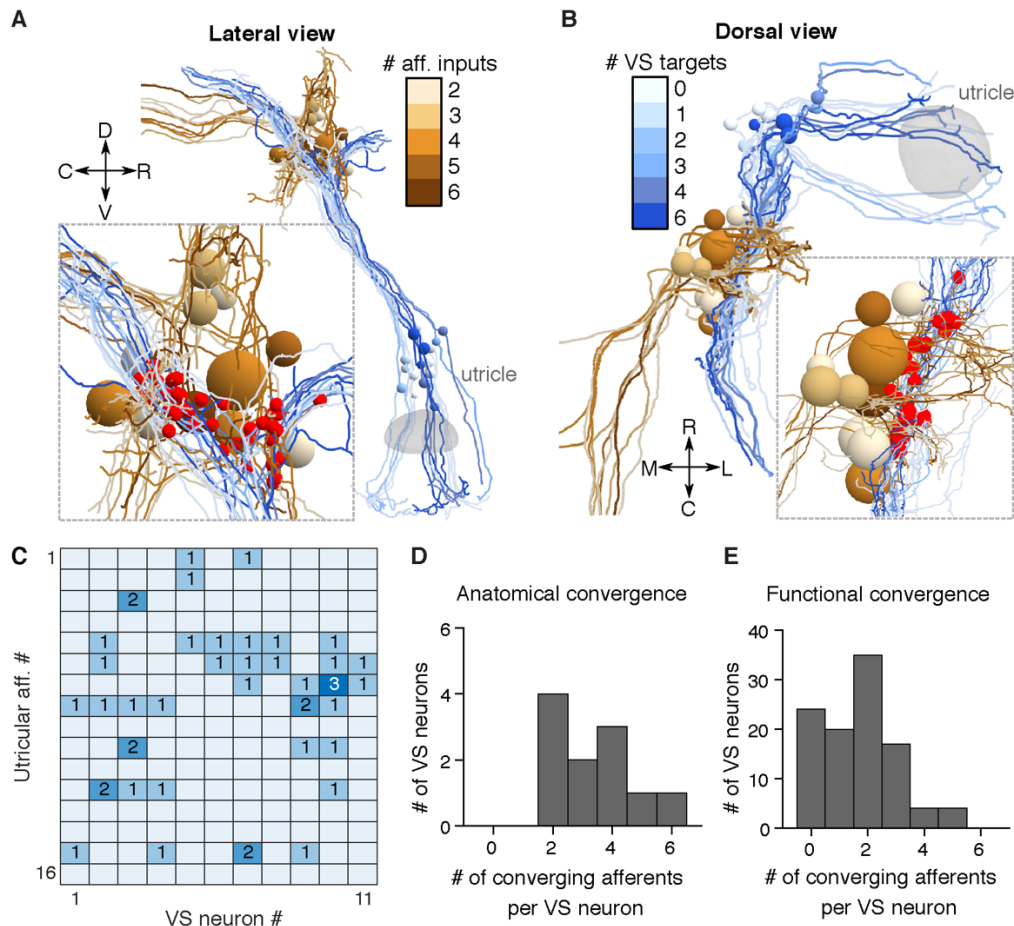 A
Lateral view
# aff. inputs
2
3
4
5
6
D
C R
V
utricle
B
Dorsal view
# VS targets
0
1
2
3
4
6
utricle
R
M L
C
C
1
1 1
1
2
1 1 1 1 1 1
1 1 1 1 1 1
1 1 3 1
1 1 1 1 2 1
2 1 1
2 1 1 1
1 1 2 1
16
1 11
Utricular aff. #
VS neuron #
D
Anatomical convergence
6
4
2
0
0 2 4 6
# of VS neurons
# of converging afferents
per VS neuron
E
Functional convergence
40
30
20
10
0
0 2 4 6
# of VS neurons
# of converging afferents
per VS neuron